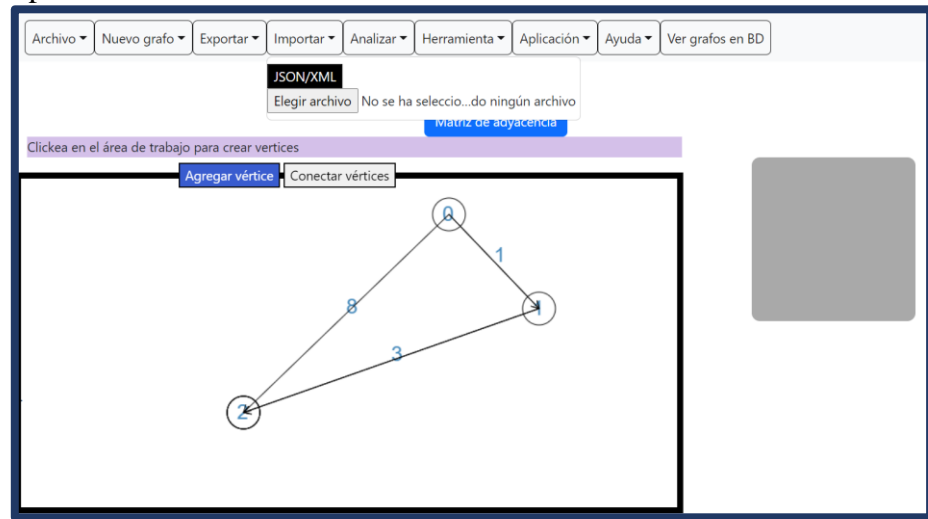 Archivo Nuevo grafo Exportar Importar Analizar Herramienta Aplicación Ayuda Ver grafos en BD
JSON/XML
Elegir archivo No se ha seleccio...do ningún archivo
Matriz de adyacencia
Clickea en el área de trabajo para crear vertices
Agregar vértice Conectar vértices
0
1
8
1
3
2